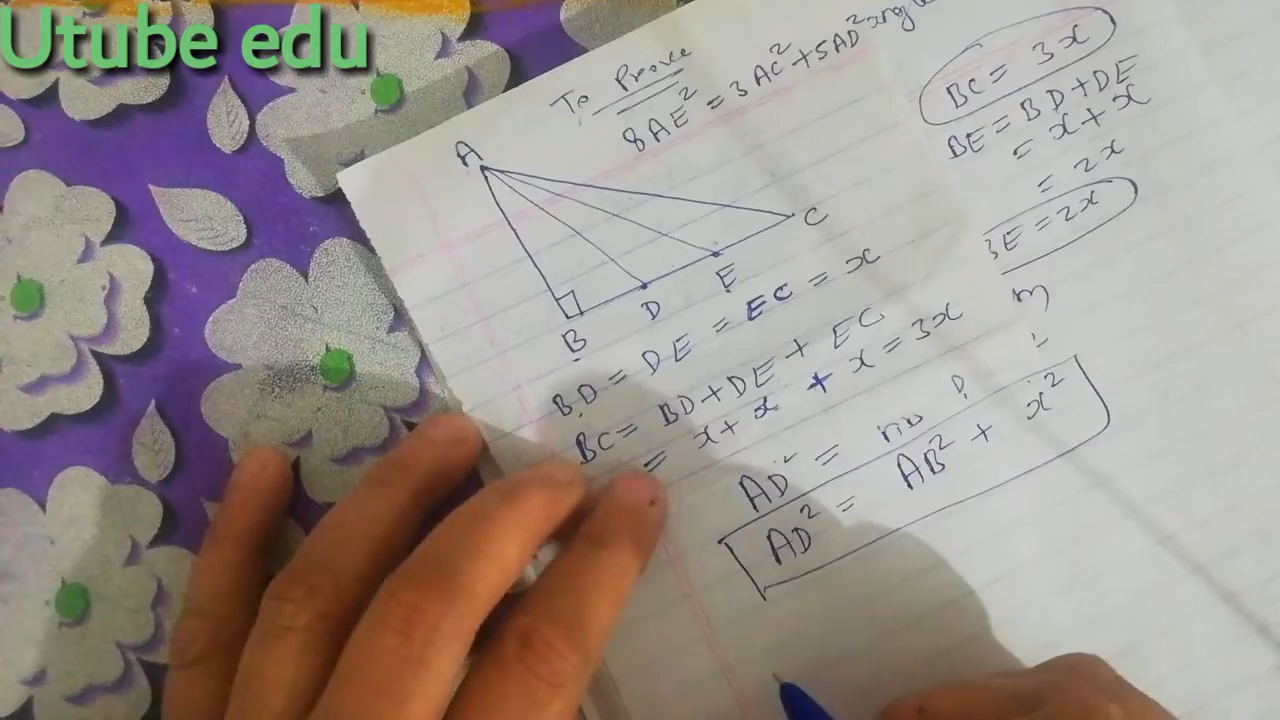 Utube edu
To Prove
8AE² = 3AC² + 5AD²
A
C
E
D
B
BD = DE = EC = x
BC = BD + DE + EC
= x + x + x = 3x
BC = 3x
BE = BD + DE
= x + x
= 2x
BE = 2x
AD² =
AD² = AB² + x²